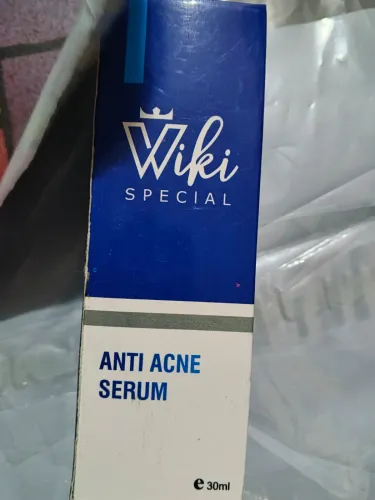 Wiki
SPECIAL
ANTI ACNE
SERUM
e 30ml